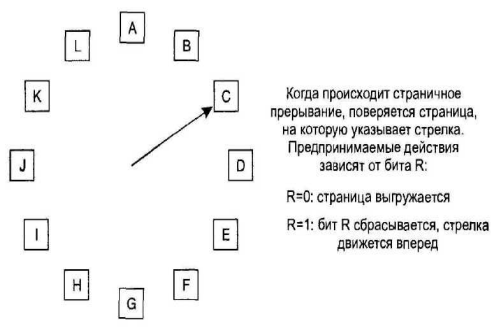 A
B
C
D
E
F
G
H
I
J
K
L
Когда происходит страничное
прерывание, поверяется страница,
на которую указывает стрелка.
Предпринимаемые действия
зависят от бита R:
R=0: страница выгружается
R=1: бит R сбрасывается, стрелка
движется вперед